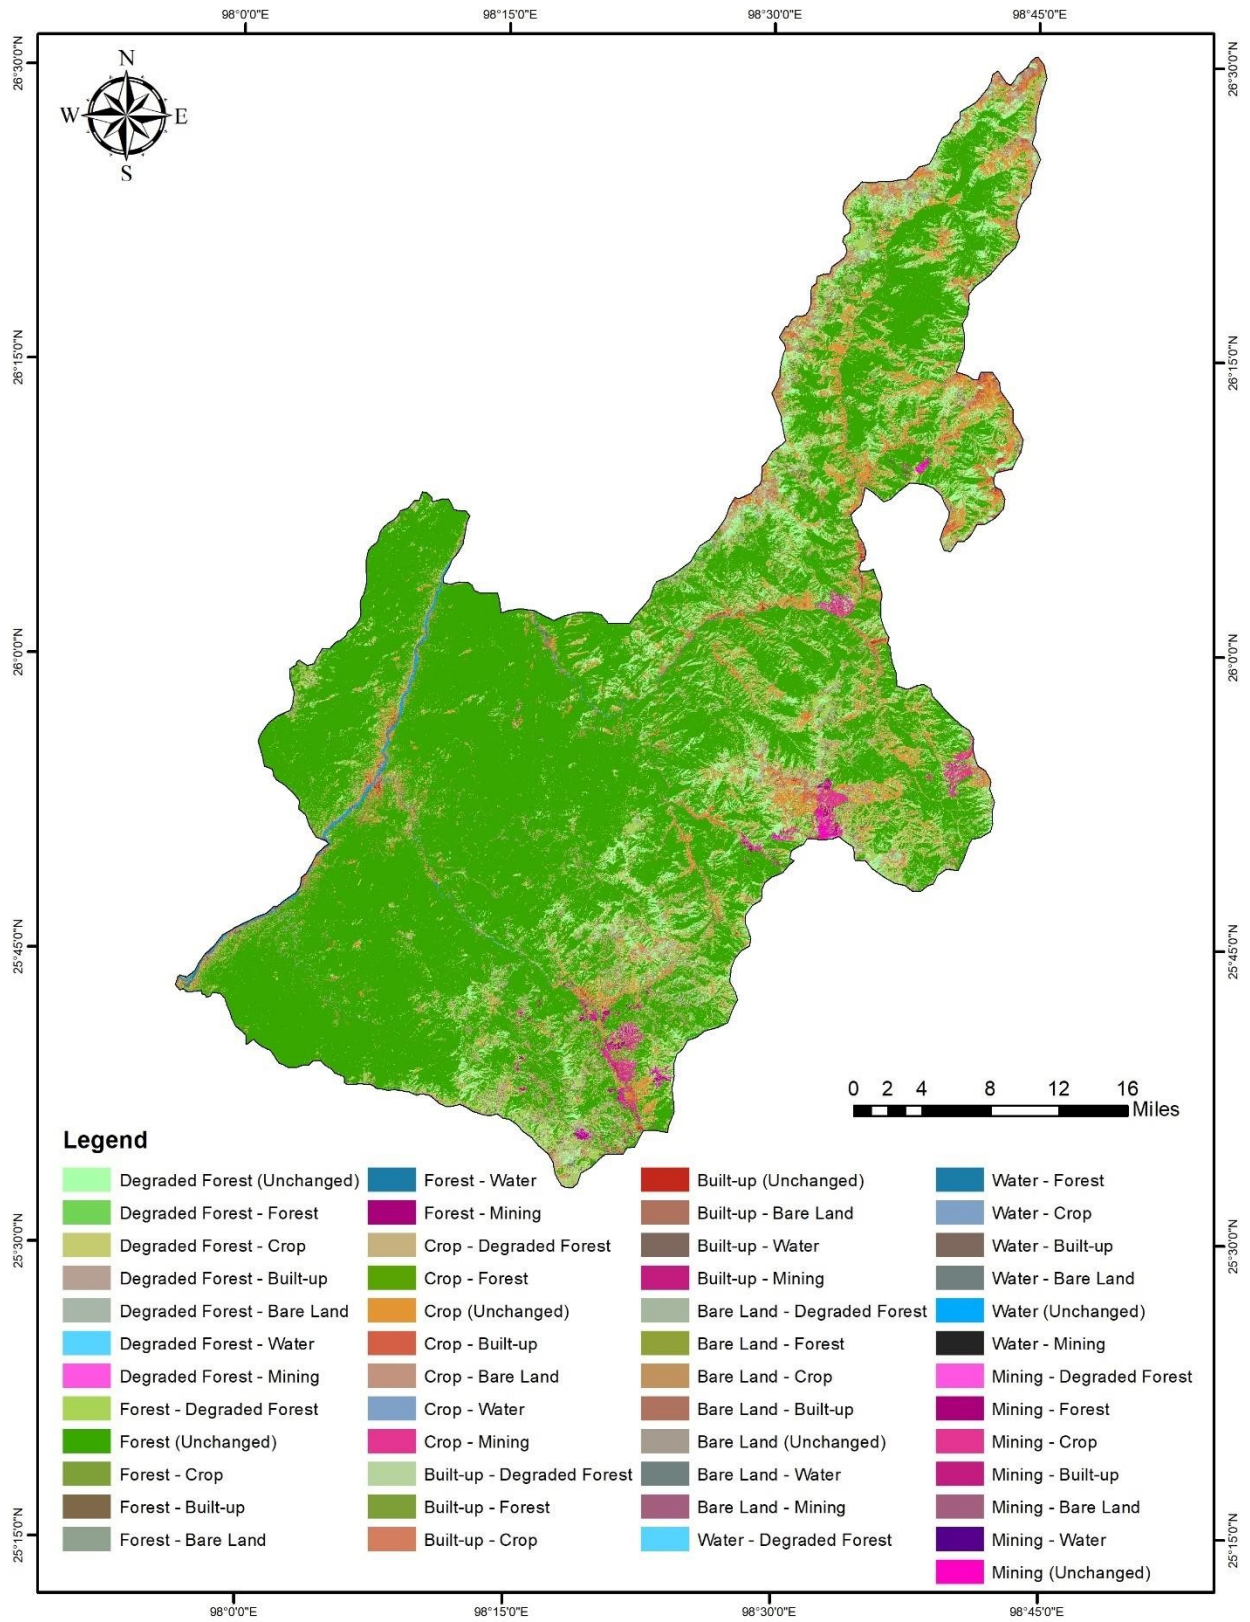 98°0'0"E 98°15'0"E 98°30'0"E 98°45'0"E
26°30'0"N 26°30'0"N
N
W E
S
26°15'0"N 26°15'0"N
26°0'0"N 26°0'0"N
25°45'0"N 25°45'0"N
0 2 4 8 12 16
Miles
Legend
Degraded Forest (Unchanged) Forest - Water Built-up (Unchanged) Water - Forest
Degraded Forest - Forest Forest - Mining Built-up - Bare Land Water - Crop
Degraded Forest - Crop Crop - Degraded Forest Built-up - Water Water - Built-up
Degraded Forest - Built-up Crop - Forest Built-up - Mining Water - Bare Land
Degraded Forest - Bare Land Crop (Unchanged) Bare Land - Degraded Forest Water (Unchanged)
Degraded Forest - Water Crop - Built-up Bare Land - Forest Water - Mining
Degraded Forest - Mining Crop - Bare Land Bare Land - Crop Mining - Degraded Forest
Forest - Degraded Forest Crop - Water Bare Land - Built-up Mining - Forest
Forest (Unchanged) Crop - Mining Bare Land (Unchanged) Mining - Crop
Forest - Crop Built-up - Degraded Forest Bare Land - Water Mining - Built-up
Forest - Built-up Built-up - Forest Bare Land - Mining Mining - Bare Land
Forest - Bare Land Built-up - Crop Water - Degraded Forest Mining - Water
Mining (Unchanged)
25°30'0"N 25°30'0"N
25°15'0"N 25°15'0"N
98°0'0"E 98°15'0"E 98°30'0"E 98°45'0"E